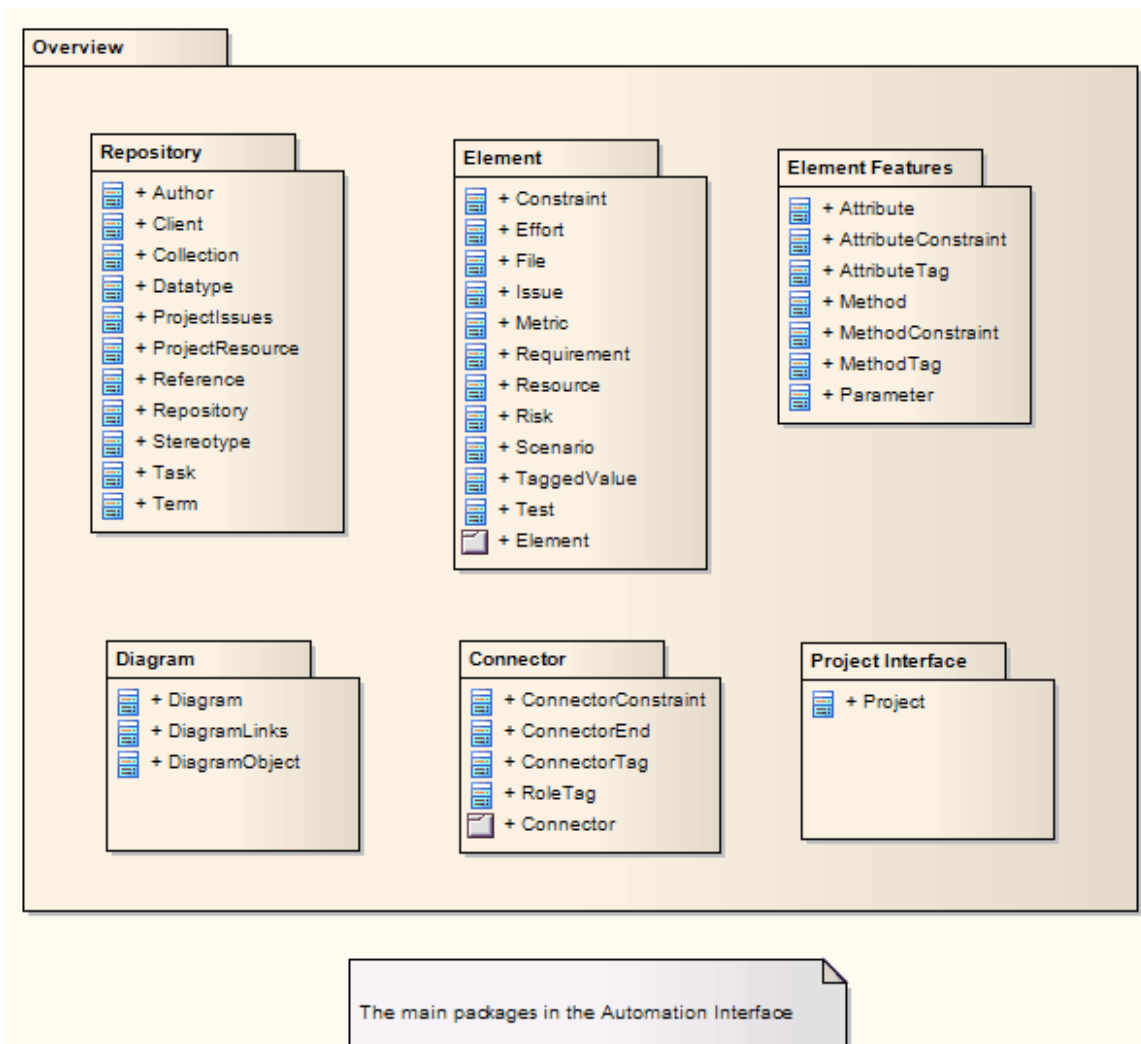 Overview
Repository
+ Author
+ Client
+ Collection
+ Datatype
+ ProjectIssues
+ ProjectResource
+ Reference
+ Repository
+ Stereotype
+ Task
+ Term
Element
+ Constraint
+ Effort
+ File
+ Issue
+ Metric
+ Requirement
+ Resource
+ Risk
+ Scenario
+ TaggedValue
+ Test
+ Element
Element Features
+ Attribute
+ AttributeConstraint
+ AttributeTag
+ Method
+ MethodConstraint
+ MethodTag
+ Parameter
Diagram
+ Diagram
+ DiagramLinks
+ DiagramObject
Connector
+ ConnectorConstraint
+ ConnectorEnd
+ ConnectorTag
+ RoleTag
+ Connector
Project Interface
+ Project
The main packages in the Automation Interface